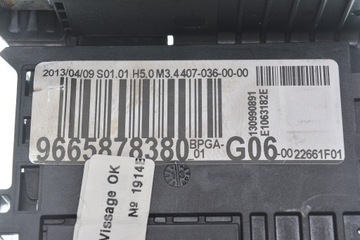 2013/04/09 S01.01 H5.0 M3.4 407-036-00-00
130990891
E1063182E
9665878380
BPGA-
01
G06
-00 22661F01
Vissage OK
№ 1914